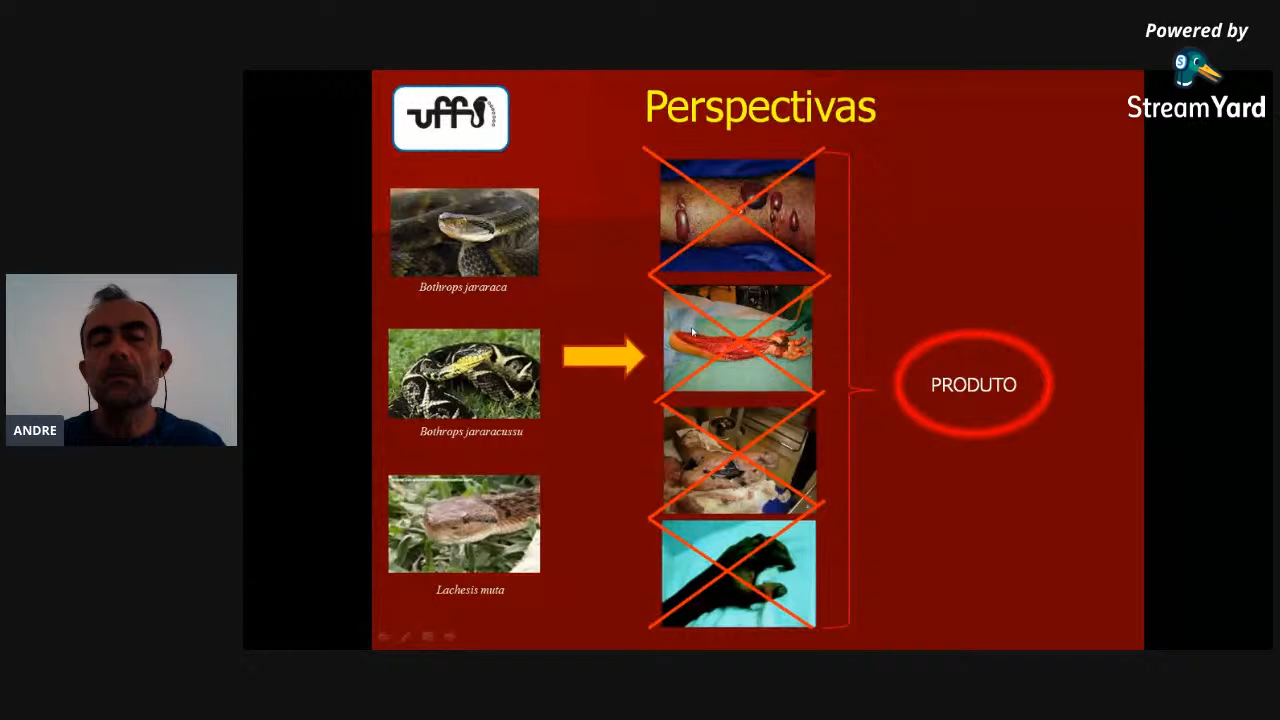 Powered by
StreamYard
uff
Perspectivas
Bothrops jararaca
Bothrops jararacussu
PRODUTO
ANDRE
Lachesis muta